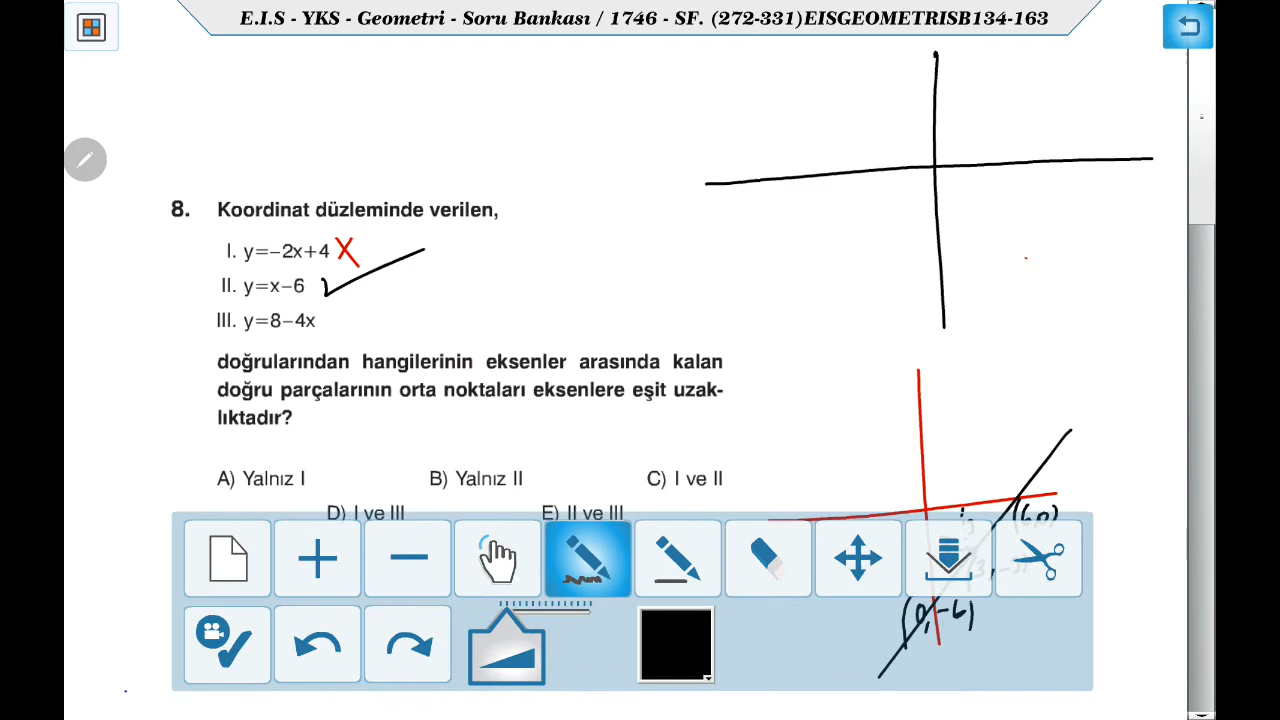 E.I.S - YKS - Geometri - Soru Bankası / 1746 - SF. (272-331)EISGEOMETRISB134-163
8. Koordinat düzleminde verilen,
I. y=–2x+4 X
II. y=x–6
III. y=8–4x
doğrularından hangilerinin eksenler arasında kalan
doğru parçalarının orta noktaları eksenlere eşit uzak-
lıktadır?
A) Yalnız I B) Yalnız II C) I ve II
D) I ve III E) II ve III
(6,0)
(0,-6)